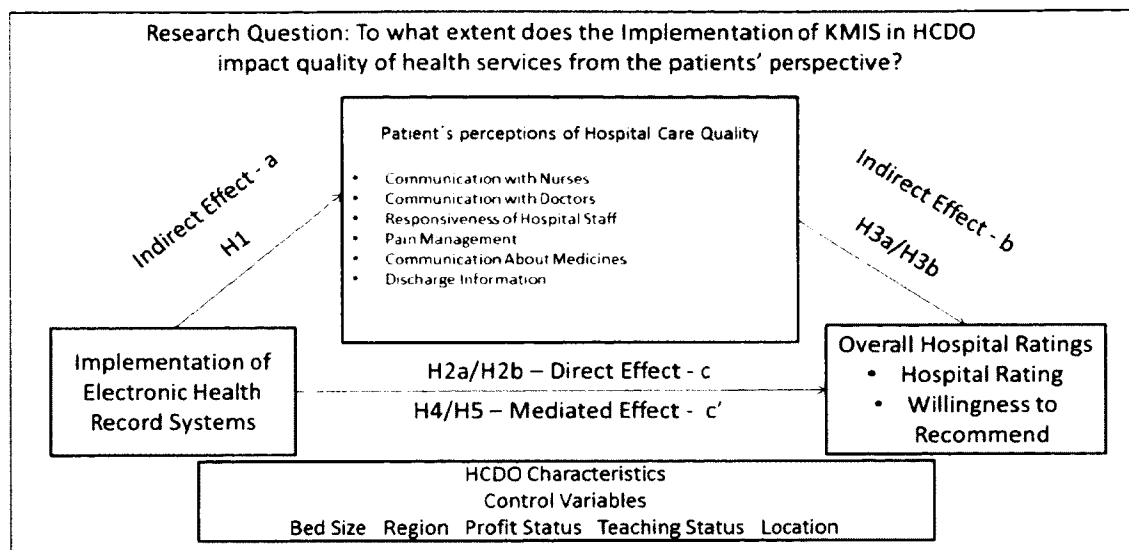 Research Question: To what extent does the Implementation of KMIS in HCDO
impact quality of health services from the patients' perspective?
Patient's perceptions of Hospital Care Quality
• Communication with Nurses
• Communication with Doctors
• Responsiveness of Hospital Staff
• Pain Management
• Communication About Medicines
• Discharge Information
Indirect Effect - a
H1
Indirect Effect - b
H3a/H3b
Implementation of
Electronic Health
Record Systems
H2a/H2b – Direct Effect - c
H4/H5 – Mediated Effect - c'
Overall Hospital Ratings
• Hospital Rating
• Willingness to
Recommend
HCDO Characteristics
Control Variables
Bed Size Region Profit Status Teaching Status Location